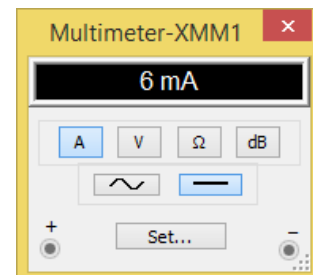 Multimeter-XMM1 ×
6 mA
A V Ω dB
+ Set... −